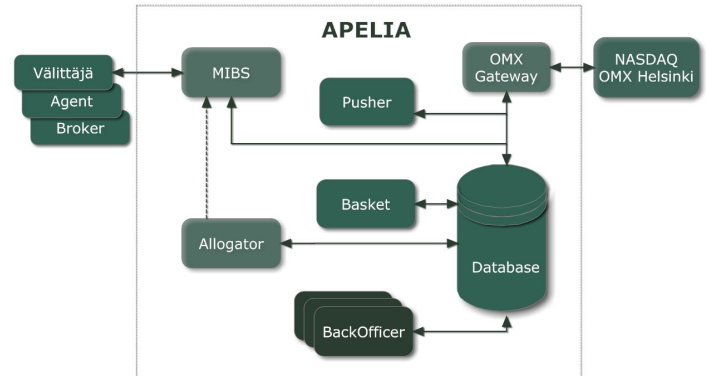 APELIA
Välittäjä
Agent
Broker
MIBS
OMX
Gateway
NASDAQ
OMX Helsinki
Pusher
Basket
Allogator
Database
BackOfficer